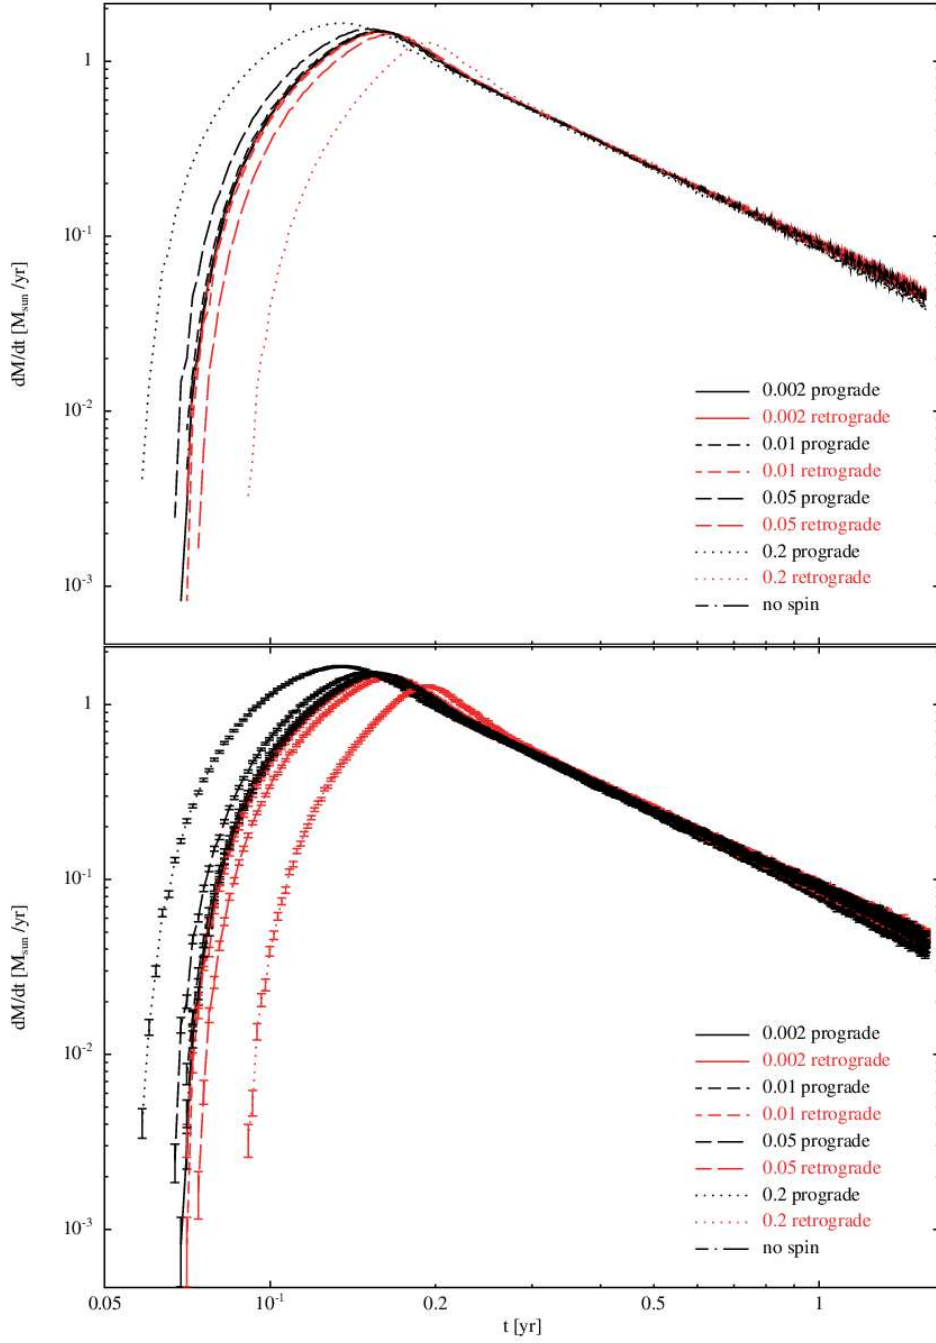 1
10⁻¹
10⁻²
10⁻³
dM/dt [M_sun /yr]
0.002 prograde
0.002 retrograde
0.01 prograde
0.01 retrograde
0.05 prograde
0.05 retrograde
0.2 prograde
0.2 retrograde
no spin
1
10⁻¹
10⁻²
10⁻³
dM/dt [M_sun /yr]
0.002 prograde
0.002 retrograde
0.01 prograde
0.01 retrograde
0.05 prograde
0.05 retrograde
0.2 prograde
0.2 retrograde
no spin
0.05 10⁻¹ 0.2 0.5 1
t [yr]